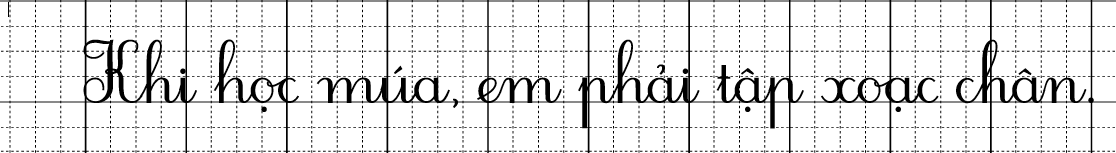 Khi học múa, em phải tập xoạc chân.